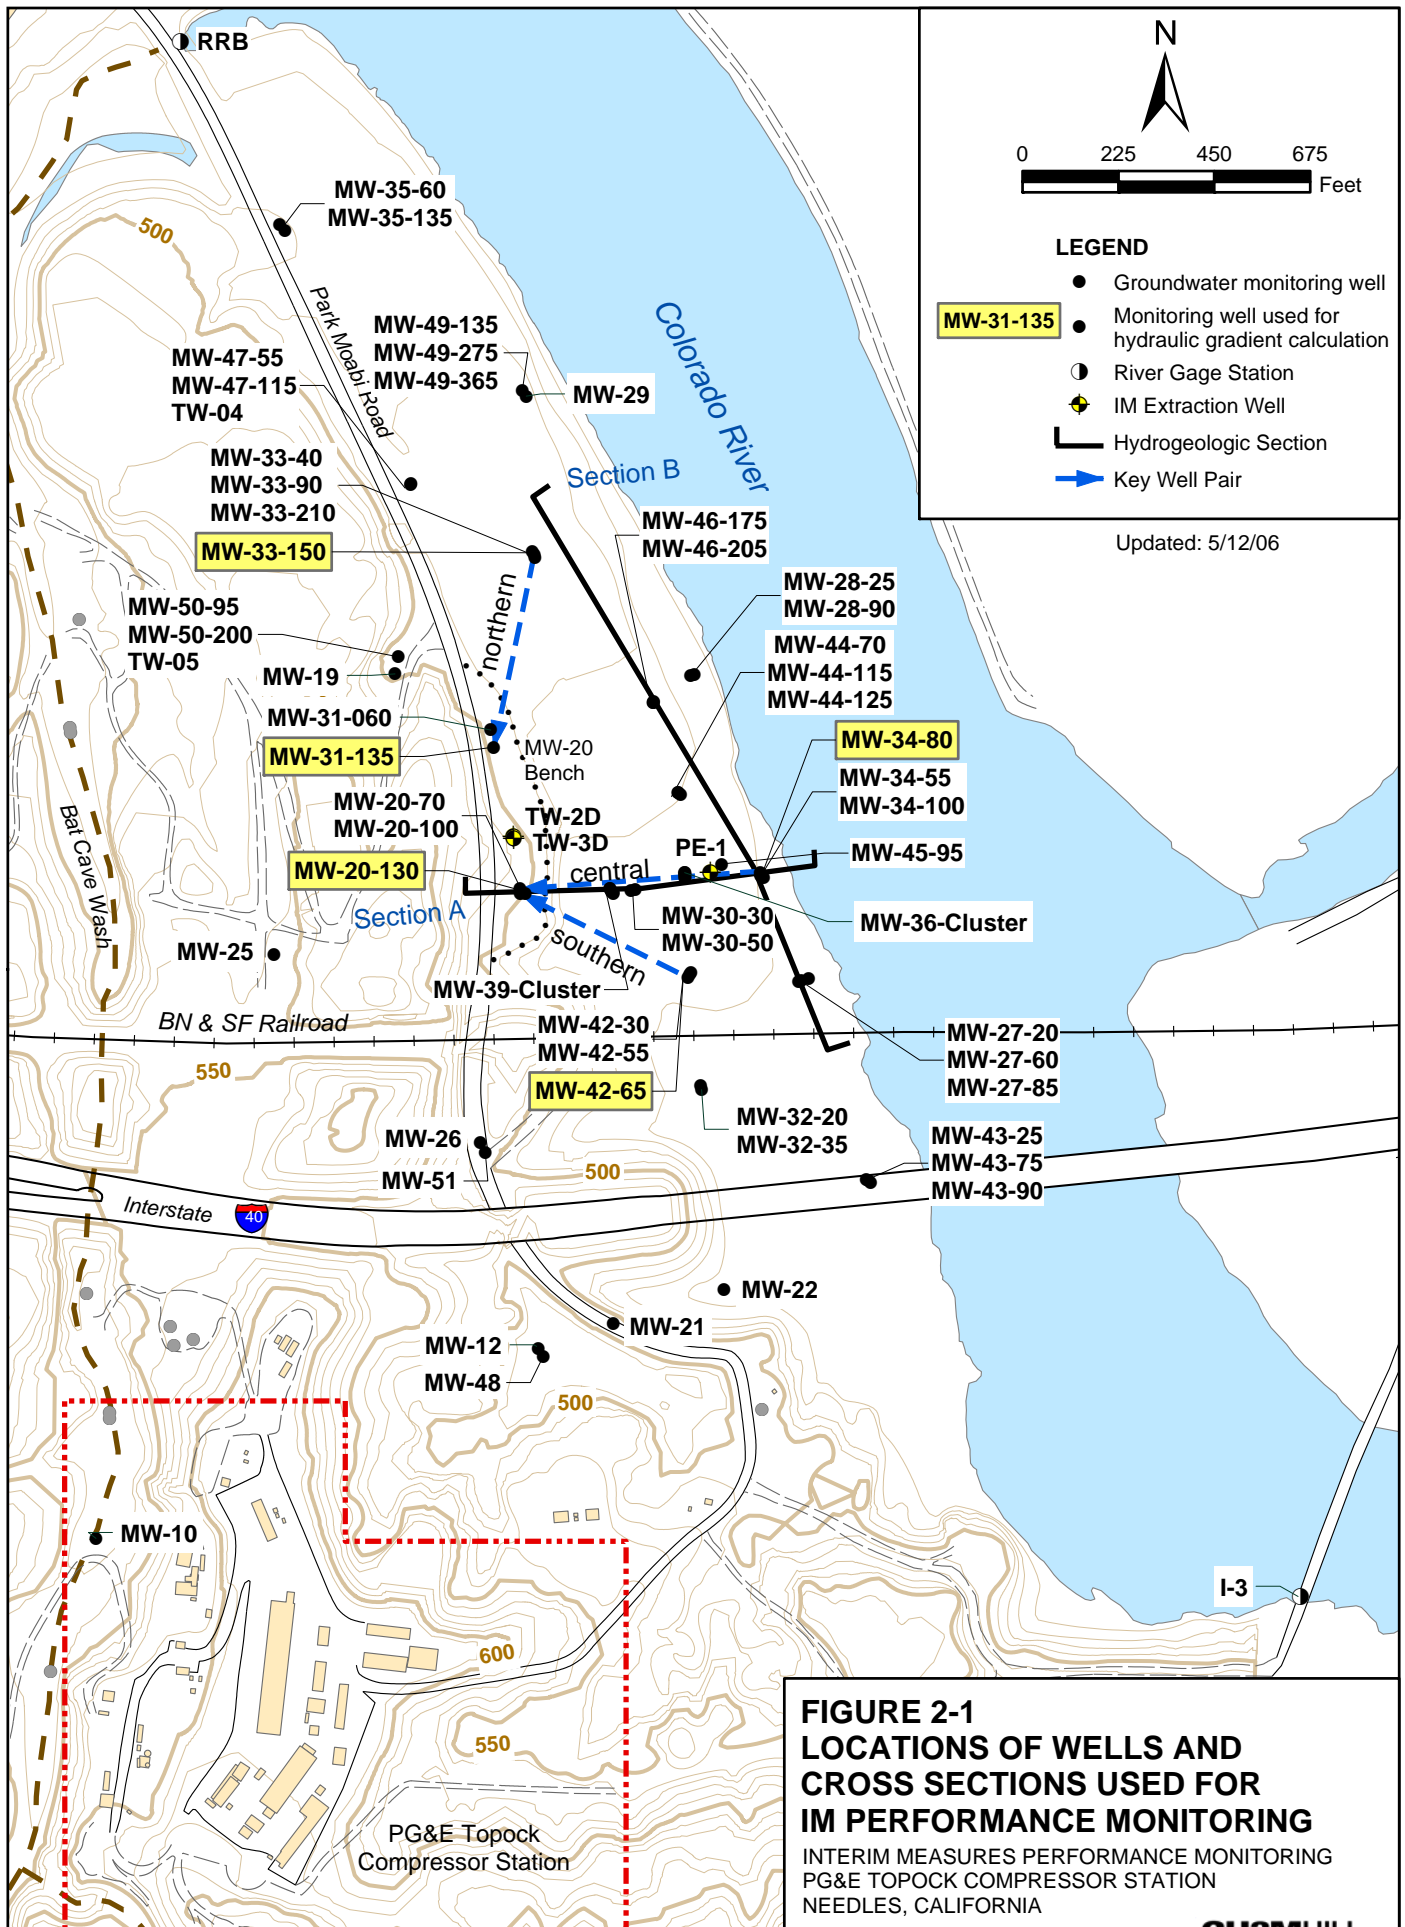 RRB
N
0 225 450 675
Feet
LEGEND
Groundwater monitoring well
MW-31-135
Monitoring well used for
hydraulic gradient calculation
River Gage Station
IM Extraction Well
Hydrogeologic Section
Key Well Pair
Updated: 5/12/06
MW-35-60
MW-35-135
500
Park Moabi Road
Colorado River
MW-49-135
MW-49-275
MW-49-365
MW-29
MW-47-55
MW-47-115
TW-04
MW-33-40
MW-33-90
MW-33-210
MW-33-150
Section B
MW-46-175
MW-46-205
northern
MW-28-25
MW-28-90
MW-50-95
MW-50-200
TW-05
MW-19
MW-44-70
MW-44-115
MW-44-125
MW-31-060
MW-31-135
MW-20
Bench
MW-34-80
MW-34-55
MW-34-100
MW-20-70
MW-20-100
TW-2D
TW-3D
PE-1
MW-45-95
MW-20-130
central
Section A
MW-30-30
MW-30-50
MW-36-Cluster
Bat Cave Wash
MW-25
southern
MW-39-Cluster
BN & SF Railroad
MW-42-30
MW-42-55
MW-42-65
MW-27-20
MW-27-60
MW-27-85
550
MW-32-20
MW-32-35
MW-26
MW-51
500
MW-43-25
MW-43-75
MW-43-90
Interstate
40
MW-22
MW-21
MW-12
MW-48
500
MW-10
I-3
600
550
PG&E Topock
Compressor Station
FIGURE 2-1
LOCATIONS OF WELLS AND
CROSS SECTIONS USED FOR
IM PERFORMANCE MONITORING
INTERIM MEASURES PERFORMANCE MONITORING
PG&E TOPOCK COMPRESSOR STATION
NEEDLES, CALIFORNIA